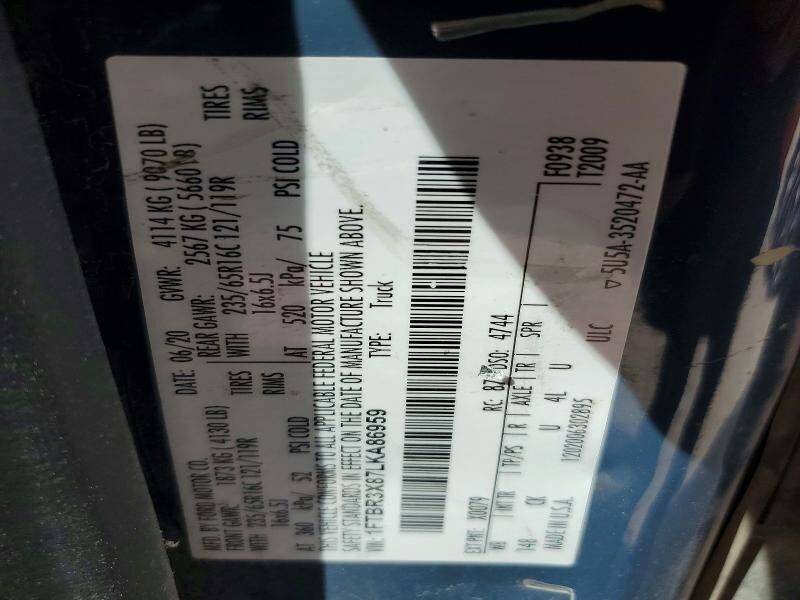 MFD. BY FORD MOTOR CO.
DATE: 06/20 GVWR: 4114 KG ( 9070 LB)
FRONT GAWR: 1873 KG ( 4130 LB) REAR GAWR: 2567 KG ( 5660 LB)
WITH 235/65R16C 121/119R TIRES WITH 235/65R16C 121/119R TIRES
16x6.5J RIMS 16x6.5J RIMS
AT 360 kPa/ 52 PSI COLD AT 520 kPa/ 75 PSI COLD
THIS VEHICLE CONFORMS TO ALL APPLICABLE FEDERAL MOTOR VEHICLE
SAFETY STANDARDS IN EFFECT ON THE DATE OF MANUFACTURE SHOWN ABOVE.
VIN: 1FTBR3X87LKA86959 TYPE: Truck
EXT PNT: RC: 87 DSO: 4744
WB INT TR TP/PS R AXLE TR SPR F0938
148 CK U 4L U T2009
MADE IN U.S.A. 1202006302895 ULC 5U5A-3520472-AA